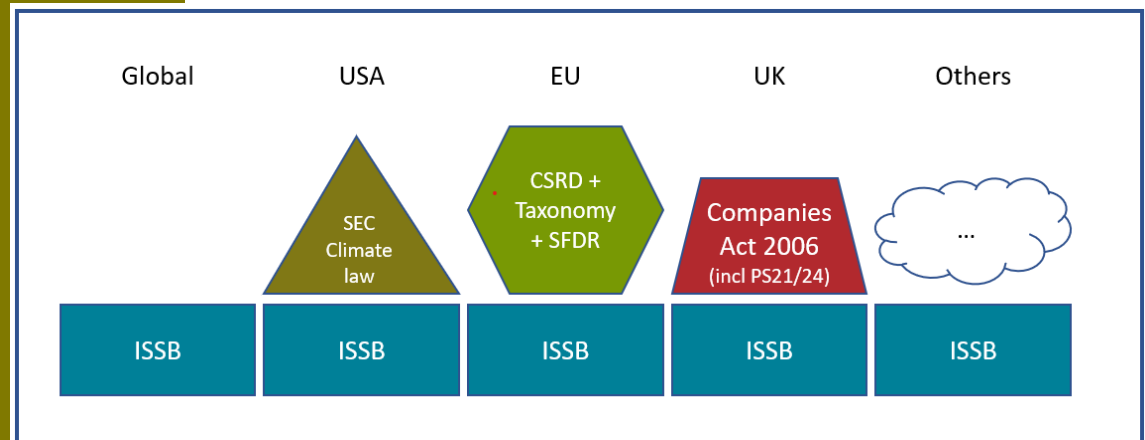 Global
USA
EU
UK
Others
SEC
Climate
law
CSRD +
Taxonomy
+ SFDR
Companies
Act 2006
(incl PS21/24)
...
ISSB
ISSB
ISSB
ISSB
ISSB